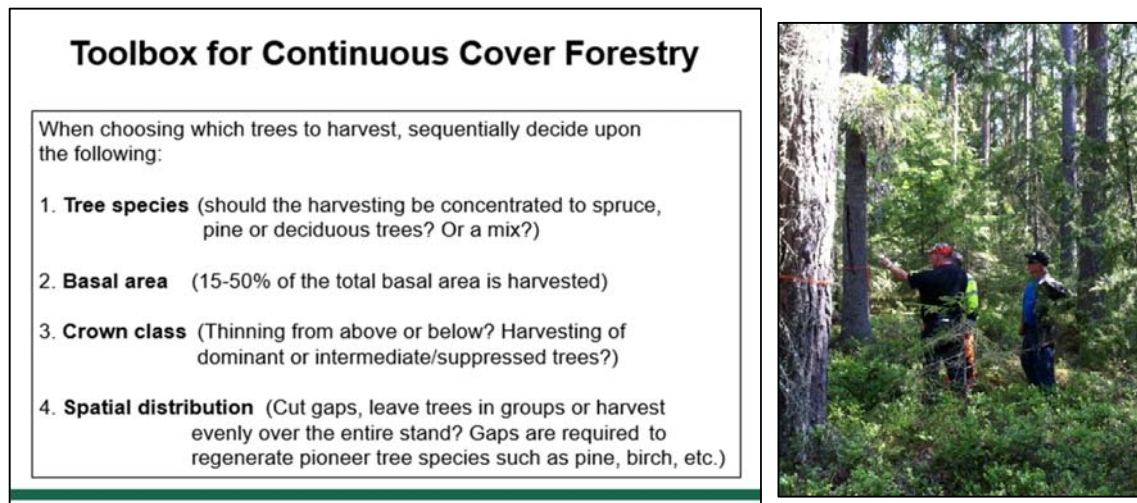 Toolbox for Continuous Cover Forestry
When choosing which trees to harvest, sequentially decide upon
the following:
1. Tree species (should the harvesting be concentrated to spruce,
pine or deciduous trees? Or a mix?)
2. Basal area (15-50% of the total basal area is harvested)
3. Crown class (Thinning from above or below? Harvesting of
dominant or intermediate/suppressed trees?)
4. Spatial distribution (Cut gaps, leave trees in groups or harvest
evenly over the entire stand? Gaps are required to
regenerate pioneer tree species such as pine, birch, etc.)